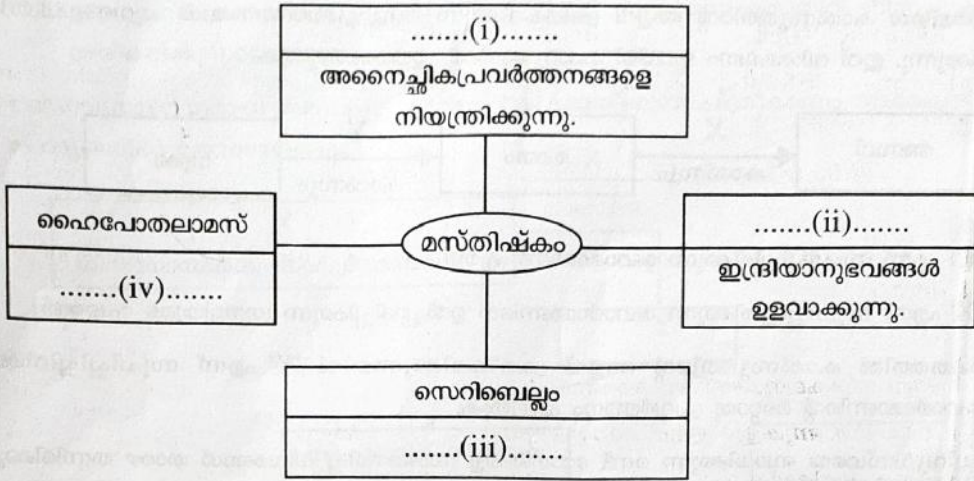 .......(i).......
അനൈച്ഛികപ്രവർത്തനങ്ങളെ
നിയന്ത്രിക്കുന്നു.
ഹൈപോതലാമസ്
.......(iv).......
മസ്തിഷ്കം
.......(ii)......
ഇന്ദ്രിയാനുഭവങ്ങൾ
ഉളവാക്കുന്നു.
സെറിബെല്ലം
.......(iii).......